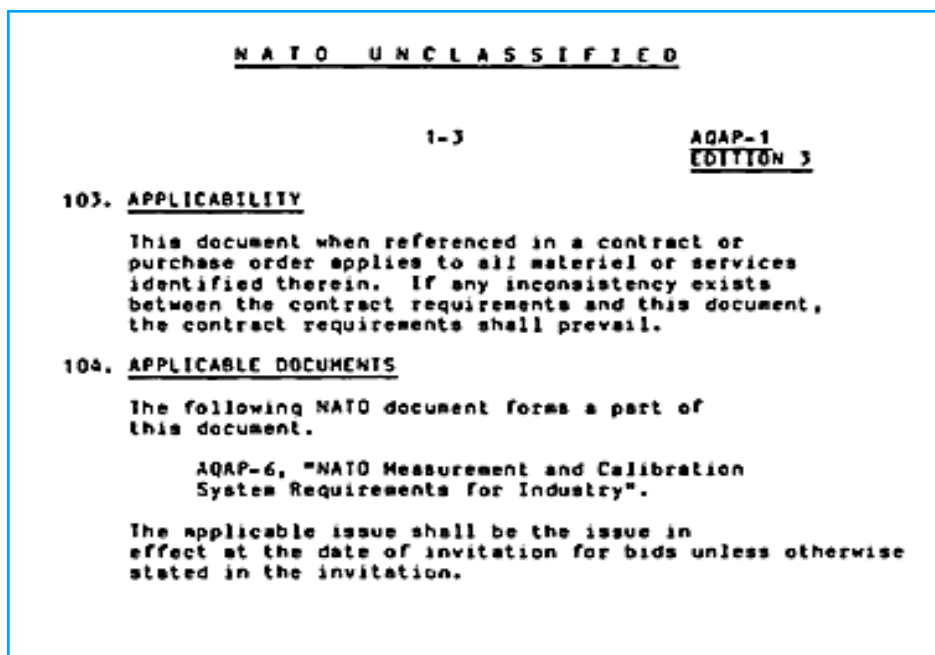 NATO UNCLASSIFIED
1-3 AQAP-1
EDITION 3
103. APPLICABILITY
This document when referenced in a contract or
purchase order applies to all materiel or services
identified therein. If any inconsistency exists
between the contract requirements and this document,
the contract requirements shall prevail.
104. APPLICABLE DOCUMENTS
The following NATO document forms a part of
this document.
AQAP-6, "NATO Measurement and Calibration
System Requirements for Industry".
The applicable issue shall be the issue in
effect at the date of invitation for bids unless otherwise
stated in the invitation.